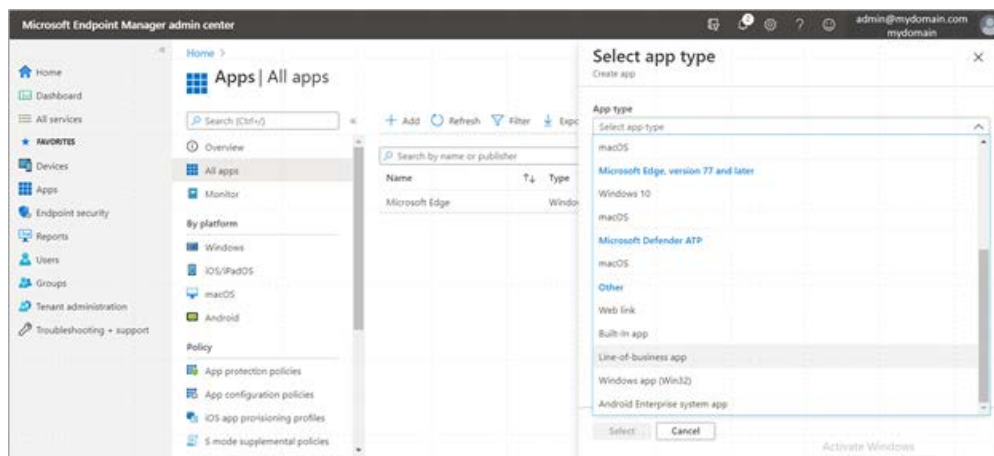 Microsoft Endpoint Manager admin center
admin@mydomain.com
mydomain
Home
Dashboard
All services
FAVORITES
Devices
Apps
Endpoint security
Reports
Users
Groups
Tenant administration
Troubleshooting + support
Home >
Apps | All apps
Search (Ctrl+/)
Overview
All apps
Monitor
By platform
Windows
iOS/iPadOS
macOS
Android
Policy
App protection policies
App configuration policies
iOS app provisioning profiles
S mode supplemental policies
+ Add Refresh Filter Expo
Search by name or publisher
Name Type
Microsoft Edge Windo
Select app type
Create app
App type
Select app type
macOS
Microsoft Edge, version 77 and later
Windows 10
macOS
Microsoft Defender ATP
macOS
Other
Web link
Built-In app
Line-of-business app
Windows app (Win32)
Android Enterprise system app
Select Cancel
Activate Windows